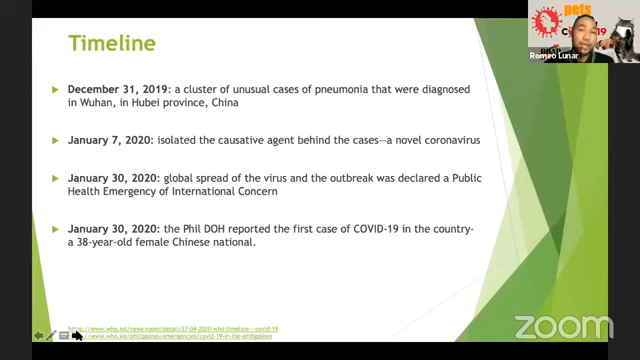 Timeline
December 31, 2019: a cluster of unusual cases of pneumonia that were diagnosed
in Wuhan, in Hubei province, China
January 7, 2020: isolated the causative agent behind the cases—a novel coronavirus
January 30, 2020: global spread of the virus and the outbreak was declared a Public
Health Emergency of International Concern
January 30, 2020: the Phil DOH reported the first case of COVID-19 in the country-
a 38-year-old female Chinese national.
https://www.who.int/news-room/detail/27-04-2020-who-timeline---covid-19
https://www.who.int/philippines/emergencies/covid-19-in-the-philippines
pets
Romeo Lunar
zoom